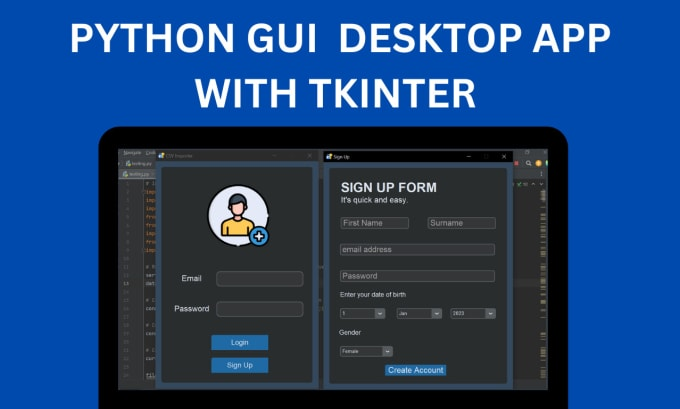 PYTHON GUI DESKTOP APP
WITH TKINTER
Sign Up
SIGN UP FORM
It's quick and easy.
First Name
Surname
email address
Email
Password
Password
Enter your date of birth
1
Jan
2023
Gender
Login
Female
Sign Up
Create Account